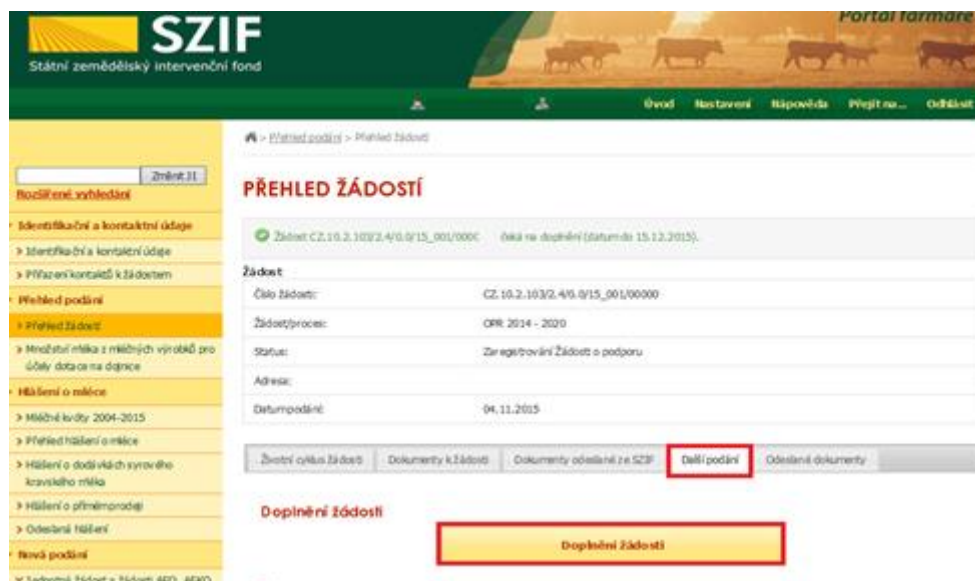 Portál farmáře
SZIF
Státní zemědělský intervenční fond
Úvod Nastavení Nápověda Přejít na... Odhlásit
> Přehled podání > Přehled žádostí
Změnit JI
Rozšířené vyhledání
PŘEHLED ŽÁDOSTÍ
Identifikační a kontaktní údaje
> Identifikační a kontaktní údaje
> Přiřazení kontaktů k žádostem
Přehled podání
> Přehled žádostí
> Množství mléka z mléčných výrobků pro
účely dotace na dojnice
Hlášení o mléce
> Mléčné kvóty 2004-2015
> Přehled hlášení o mléce
> Hlášení o dodávkách syrového
kravského mléka
> Hlášení o přímém prodeji
> Odeslaná hlášení
Nová podání
Žádost CZ.10.2.103/2.4/0.0/15_001/000 čeká na doplnění (datum do 15.12.2015).
Žádost
Číslo žádosti: CZ.10.2.103/2.4/0.0/15_001/00000
Žádost/proces: OPR 2014 - 2020
Status: Zaregistrování Žádosti o podporu
Adresa:
Datum podání: 04.11.2015
Životní cyklus žádosti Dokumenty k žádosti Dokumenty odeslané ze SZIF Další podání Odeslané dokumenty
Doplnění žádosti
Doplnění žádosti